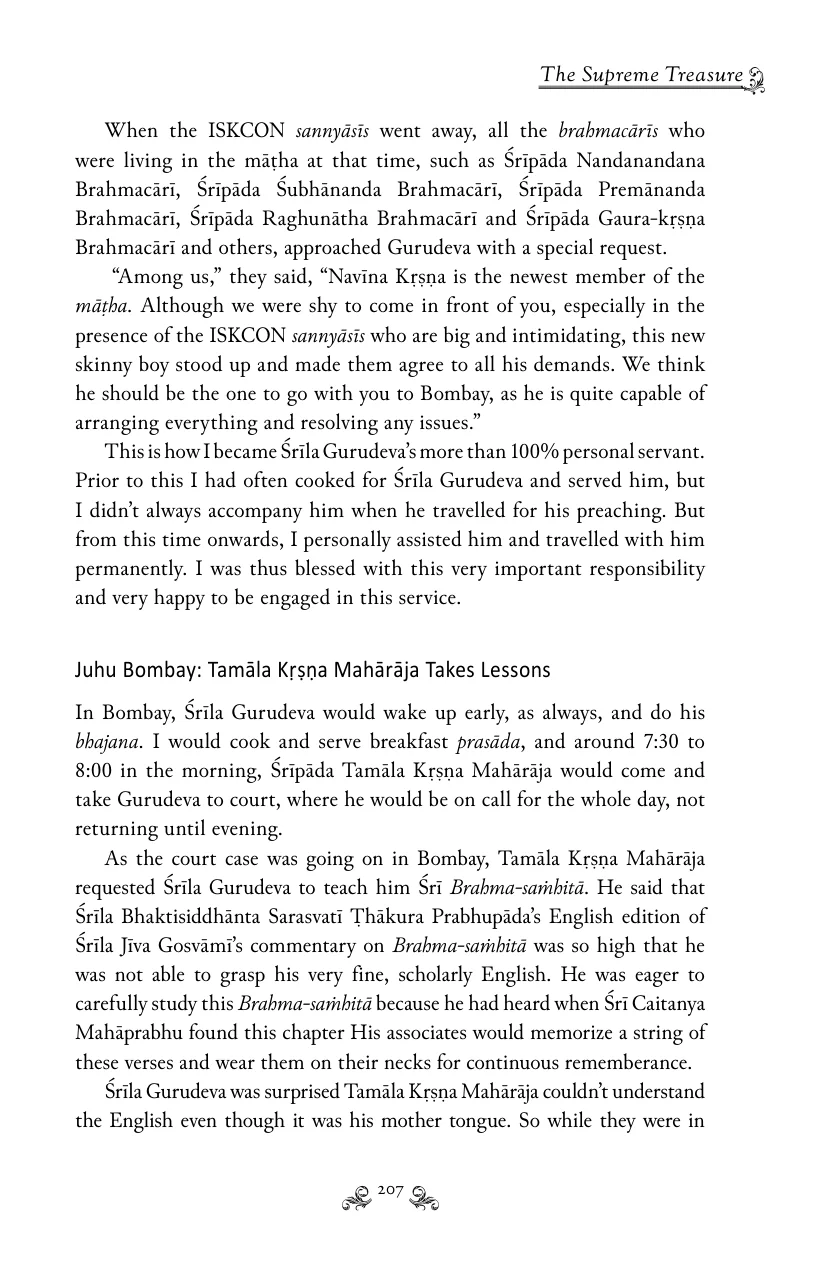 The Supreme Treasure
When the ISKCON sannyāsīs went away, all the brahmacārīs who
were living in the māṭha at that time, such as Śrīpāda Nandanandana
Brahmacārī, Śrīpāda Śubhānanda Brahmacārī, Śrīpāda Premānanda
Brahmacārī, Śrīpāda Raghunātha Brahmacārī and Śrīpāda Gaura-kṛṣṇa
Brahmacārī and others, approached Gurudeva with a special request.
“Among us,” they said, “Navīna Kṛṣṇa is the newest member of the
māṭha. Although we were shy to come in front of you, especially in the
presence of the ISKCON sannyāsīs who are big and intimidating, this new
skinny boy stood up and made them agree to all his demands. We think
he should be the one to go with you to Bombay, as he is quite capable of
arranging everything and resolving any issues.”
This is how I became Śrīla Gurudeva’s more than 100% personal servant.
Prior to this I had often cooked for Śrīla Gurudeva and served him, but
I didn’t always accompany him when he travelled for his preaching. But
from this time onwards, I personally assisted him and travelled with him
permanently. I was thus blessed with this very important responsibility
and very happy to be engaged in this service.
Juhu Bombay: Tamāla Kṛṣṇa Mahārāja Takes Lessons
In Bombay, Śrīla Gurudeva would wake up early, as always, and do his
bhajana. I would cook and serve breakfast prasāda, and around 7:30 to
8:00 in the morning, Śrīpāda Tamāla Kṛṣṇa Mahārāja would come and
take Gurudeva to court, where he would be on call for the whole day, not
returning until evening.
As the court case was going on in Bombay, Tamāla Kṛṣṇa Mahārāja
requested Śrīla Gurudeva to teach him Śrī Brahma-saṁhitā. He said that
Śrīla Bhaktisiddhānta Sarasvatī Ṭhākura Prabhupāda’s English edition of
Śrīla Jīva Gosvāmī’s commentary on Brahma-saṁhitā was so high that he
was not able to grasp his very fine, scholarly English. He was eager to
carefully study this Brahma-saṁhitā because he had heard when Śrī Caitanya
Mahāprabhu found this chapter His associates would memorize a string of
these verses and wear them on their necks for continuous rememberance.
Śrīla Gurudeva was surprised Tamāla Kṛṣṇa Mahārāja couldn’t understand
the English even though it was his mother tongue. So while they were in
207